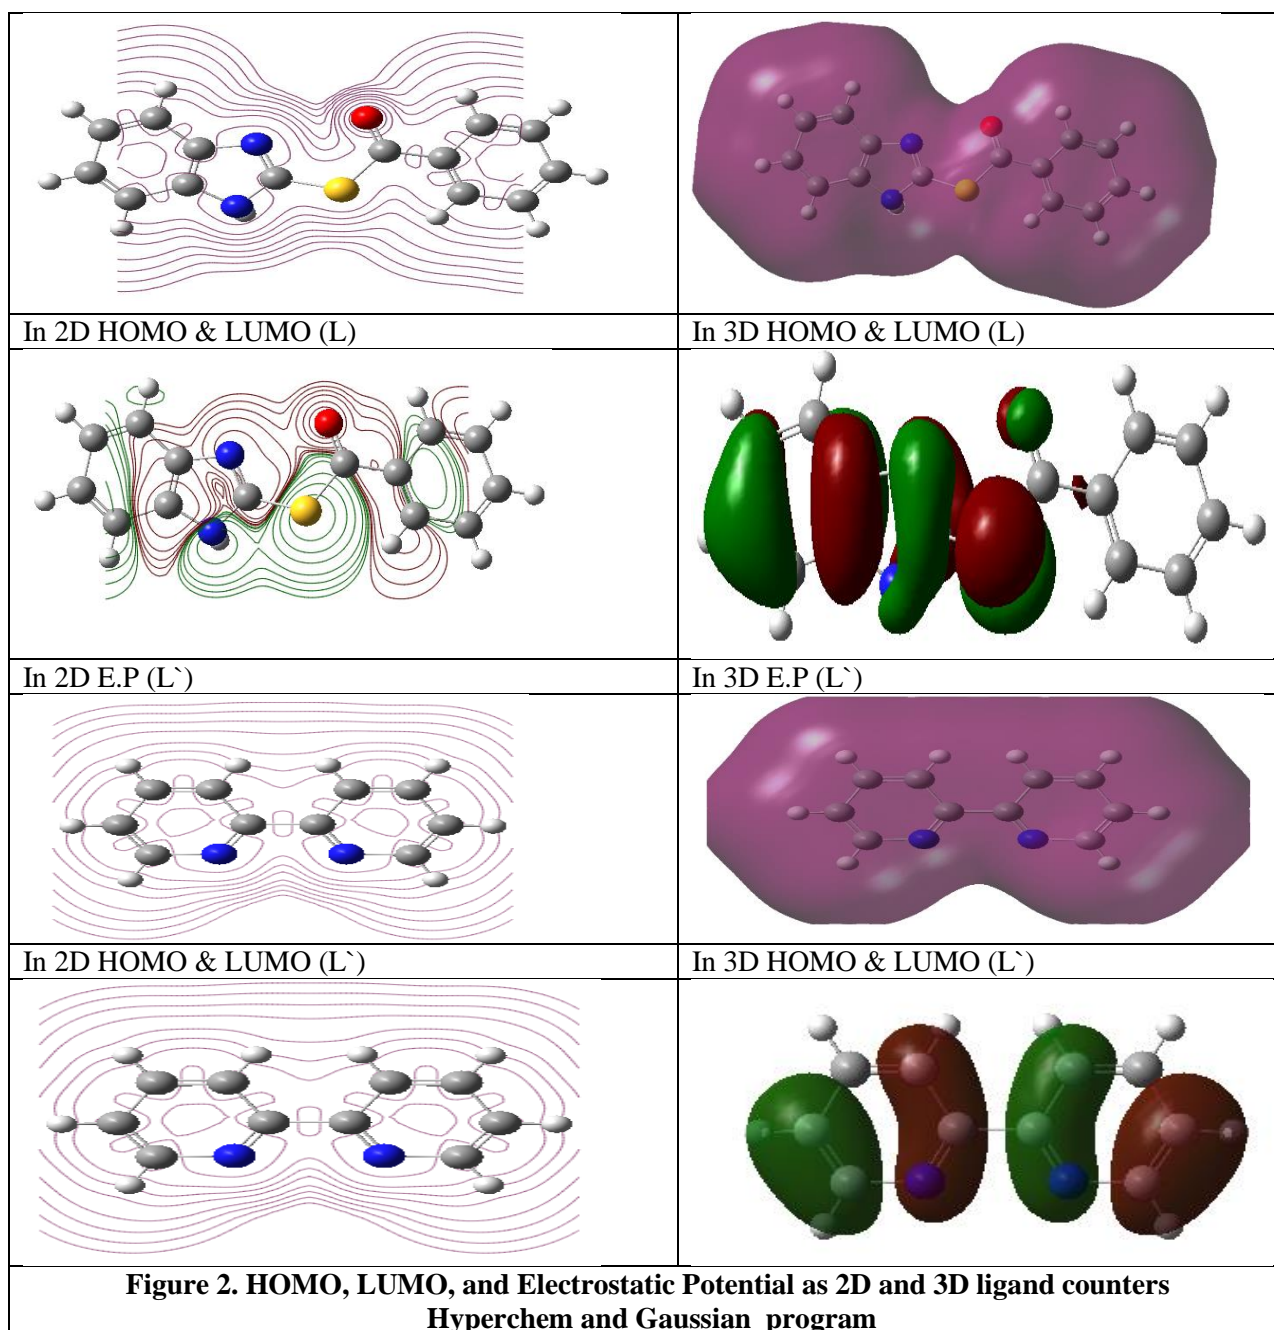 In 2D HOMO & LUMO (L)
In 3D HOMO & LUMO (L)
In 2D E.P (L`)
In 3D E.P (L`)
In 2D HOMO & LUMO (L`)
In 3D HOMO & LUMO (L`)
Figure 2. HOMO, LUMO, and Electrostatic Potential as 2D and 3D ligand counters
Hyperchem and Gaussian program